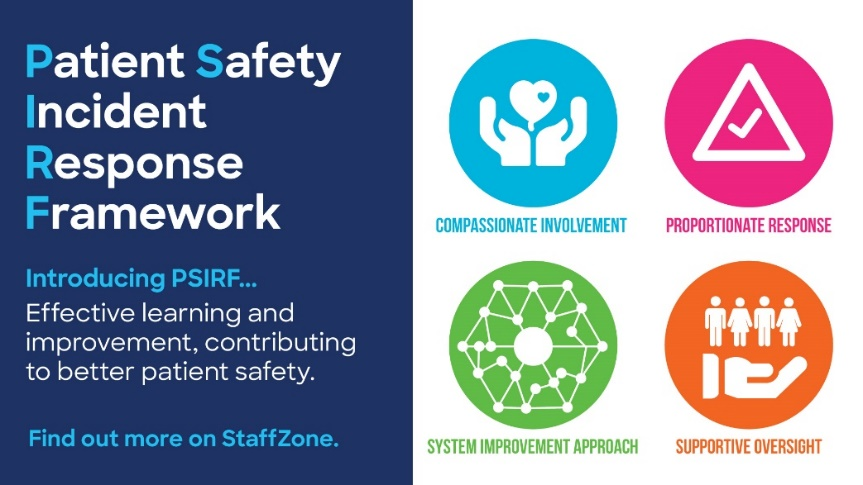 Patient Safety
Incident
Response
Framework
Introducing PSIRF...
Effective learning and
improvement, contributing
to better patient safety.
Find out more on StaffZone.
COMPASSIONATE INVOLVEMENT
PROPORTIONATE RESPONSE
SYSTEM IMPROVEMENT APPROACH
SUPPORTIVE OVERSIGHT